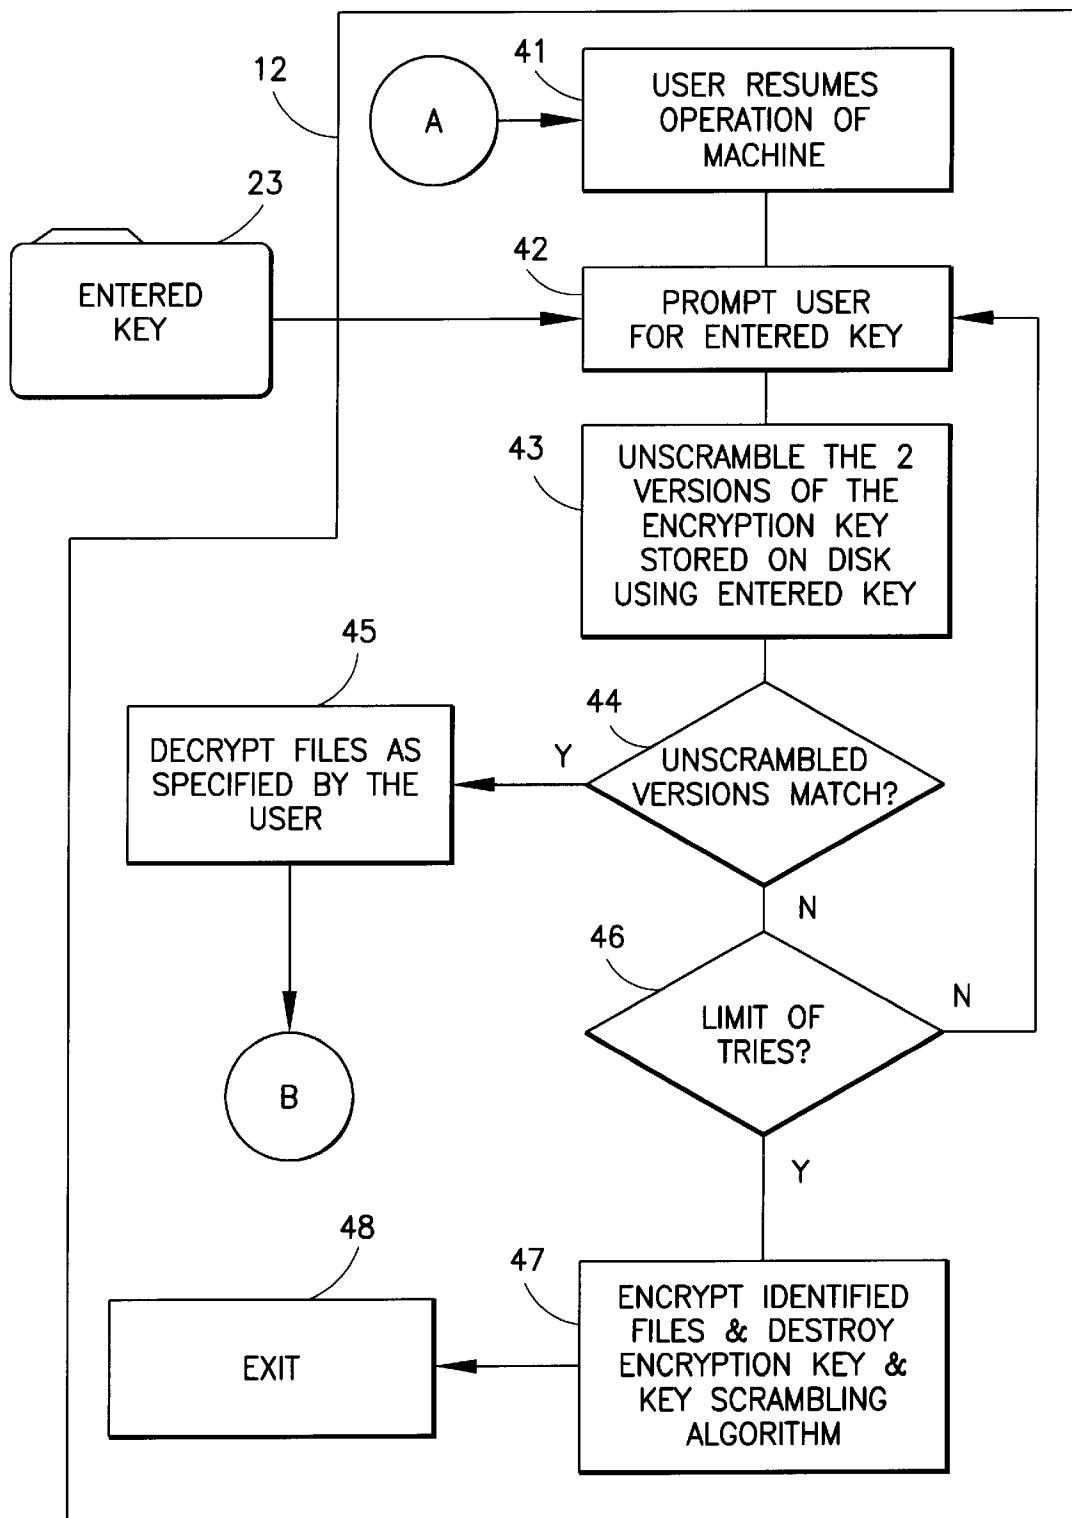 12
A
41
USER RESUMES
OPERATION OF
MACHINE
23
ENTERED
KEY
42
PROMPT USER
FOR ENTERED KEY
43
UNSCRAMBLE THE 2
VERSIONS OF THE
ENCRYPTION KEY
STORED ON DISK
USING ENTERED KEY
44
UNSCRAMBLED
VERSIONS MATCH?
Y
N
45
DECRYPT FILES AS
SPECIFIED BY THE
USER
B
46
LIMIT OF
TRIES?
N
Y
47
ENCRYPT IDENTIFIED
FILES & DESTROY
ENCRYPTION KEY &
KEY SCRAMBLING
ALGORITHM
48
EXIT